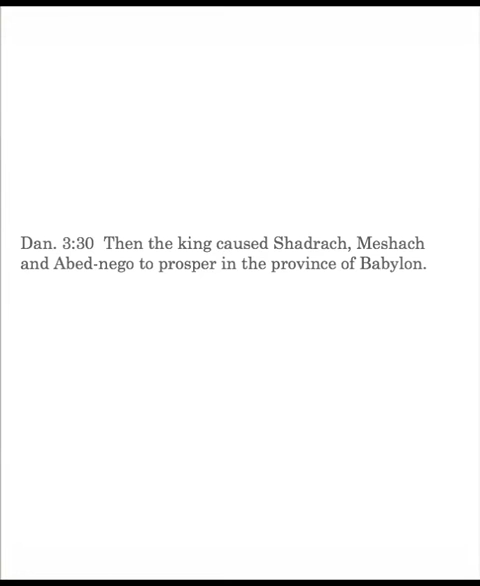 Dan. 3:30  Then the king caused Shadrach, Meshach
and Abed-nego to prosper in the province of Babylon.